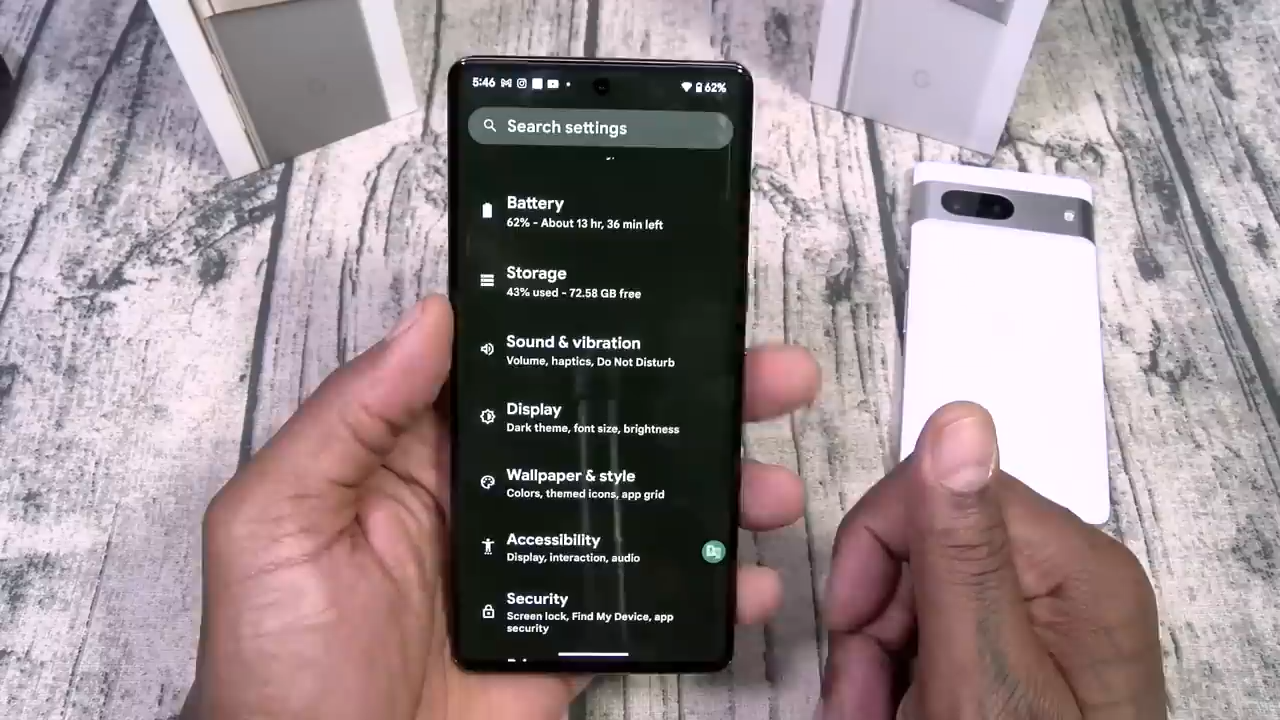 5:46
62%
Search settings
Battery
62% - About 13 hr, 36 min left
Storage
43% used - 72.58 GB free
Sound & vibration
Volume, haptics, Do Not Disturb
Display
Dark theme, font size, brightness
Wallpaper & style
Colors, themed icons, app grid
Accessibility
Display, interaction, audio
Security
Screen lock, Find My Device, app
security